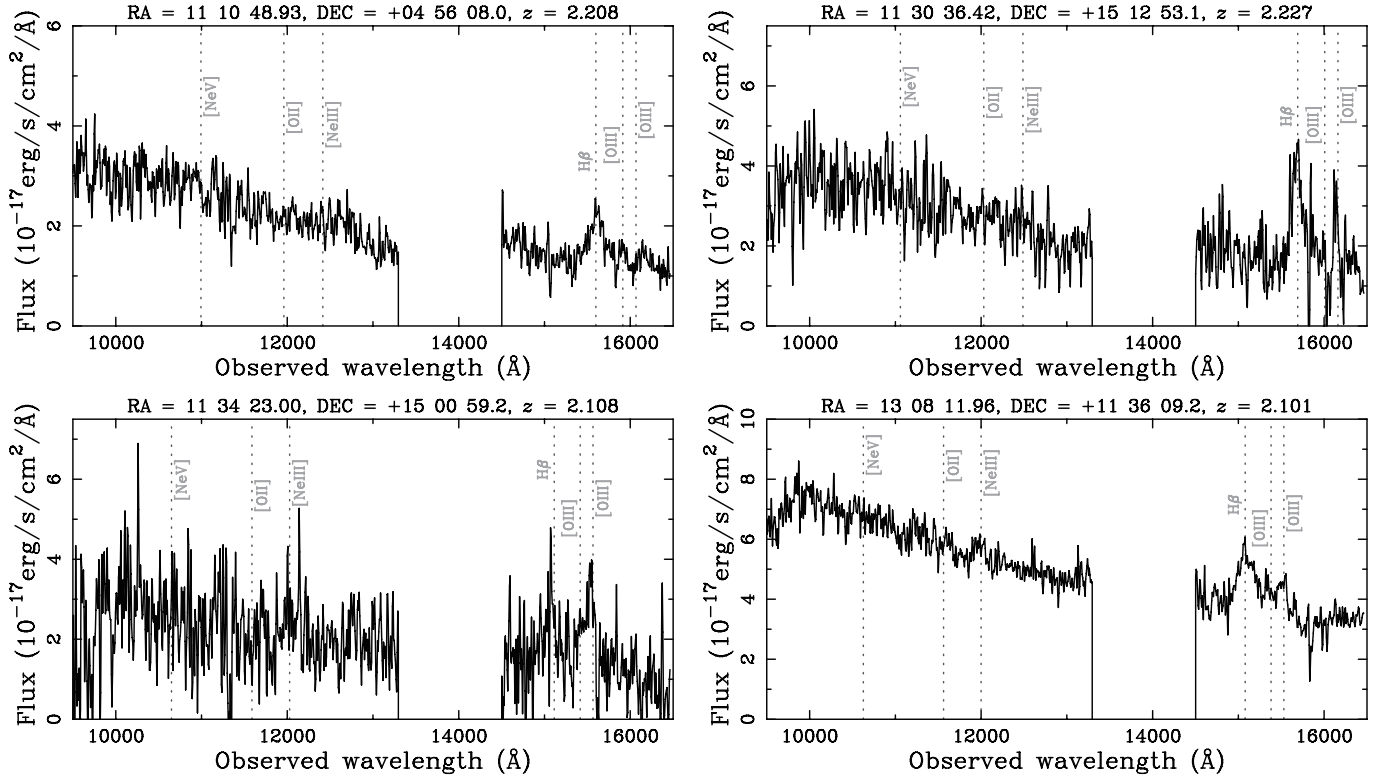 RA = 11 10 48.93, DEC = +04 56 08.0, z = 2.208
Flux (10⁻¹⁷erg/s/cm²/Å)
6
4
2
0
[NeV]
[OII]
[NeIII]
Hβ
[OIII]
[OIII]
10000 12000 14000 16000
Observed wavelength (Å)
RA = 11 30 36.42, DEC = +15 12 53.1, z = 2.227
Flux (10⁻¹⁷erg/s/cm²/Å)
6
4
2
0
[NeV]
[OII]
[NeIII]
Hβ
[OIII]
[OIII]
10000 12000 14000 16000
Observed wavelength (Å)
RA = 11 34 23.00, DEC = +15 00 59.2, z = 2.108
Flux (10⁻¹⁷erg/s/cm²/Å)
6
4
2
0
[NeV]
[OII]
[NeIII]
Hβ
[OIII]
[OIII]
10000 12000 14000 16000
Observed wavelength (Å)
RA = 13 08 11.96, DEC = +11 36 09.2, z = 2.101
Flux (10⁻¹⁷erg/s/cm²/Å)
10
8
6
4
2
0
[NeV]
[OII]
[NeIII]
Hβ
[OIII]
[OIII]
10000 12000 14000 16000
Observed wavelength (Å)